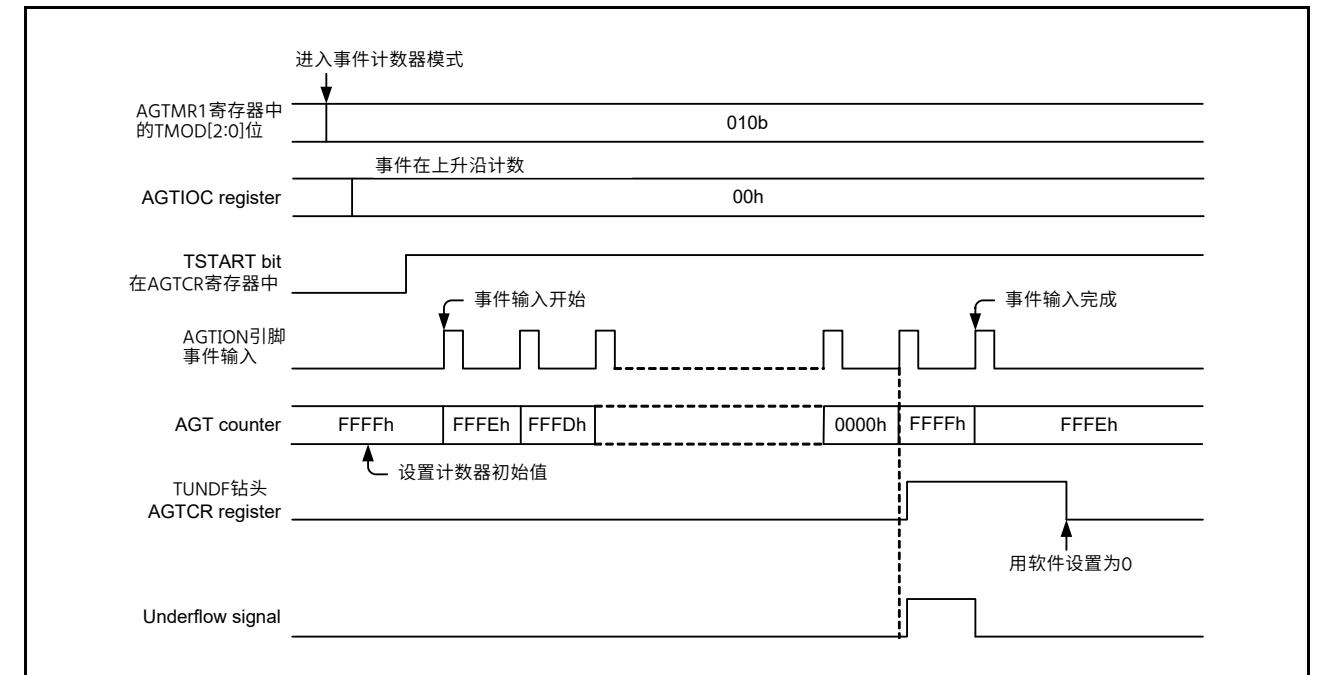 进入事件计数器模式
AGTMR1寄存器中
的TMOD[2:0]位
010b
事件在上升沿计数
AGTIOC register
00h
TSTART bit
在AGTCR寄存器中
事件输入开始
事件输入完成
AGTION引脚
事件输入
AGT counter
FFFFh
FFFEh
FFFDh
0000h
FFFFh
FFFEh
设置计数器初始值
TUNDF钻头
AGTCR register
用软件设置为0
Underflow signal